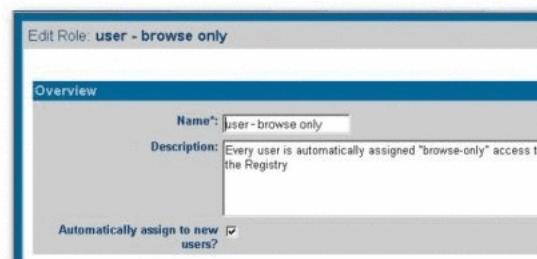 Edit Role: user - browse only
Overview
Name*: user - browse only
Description: Every user is automatically assigned "browse-only" access
the Registry
Automatically assign to new
users?